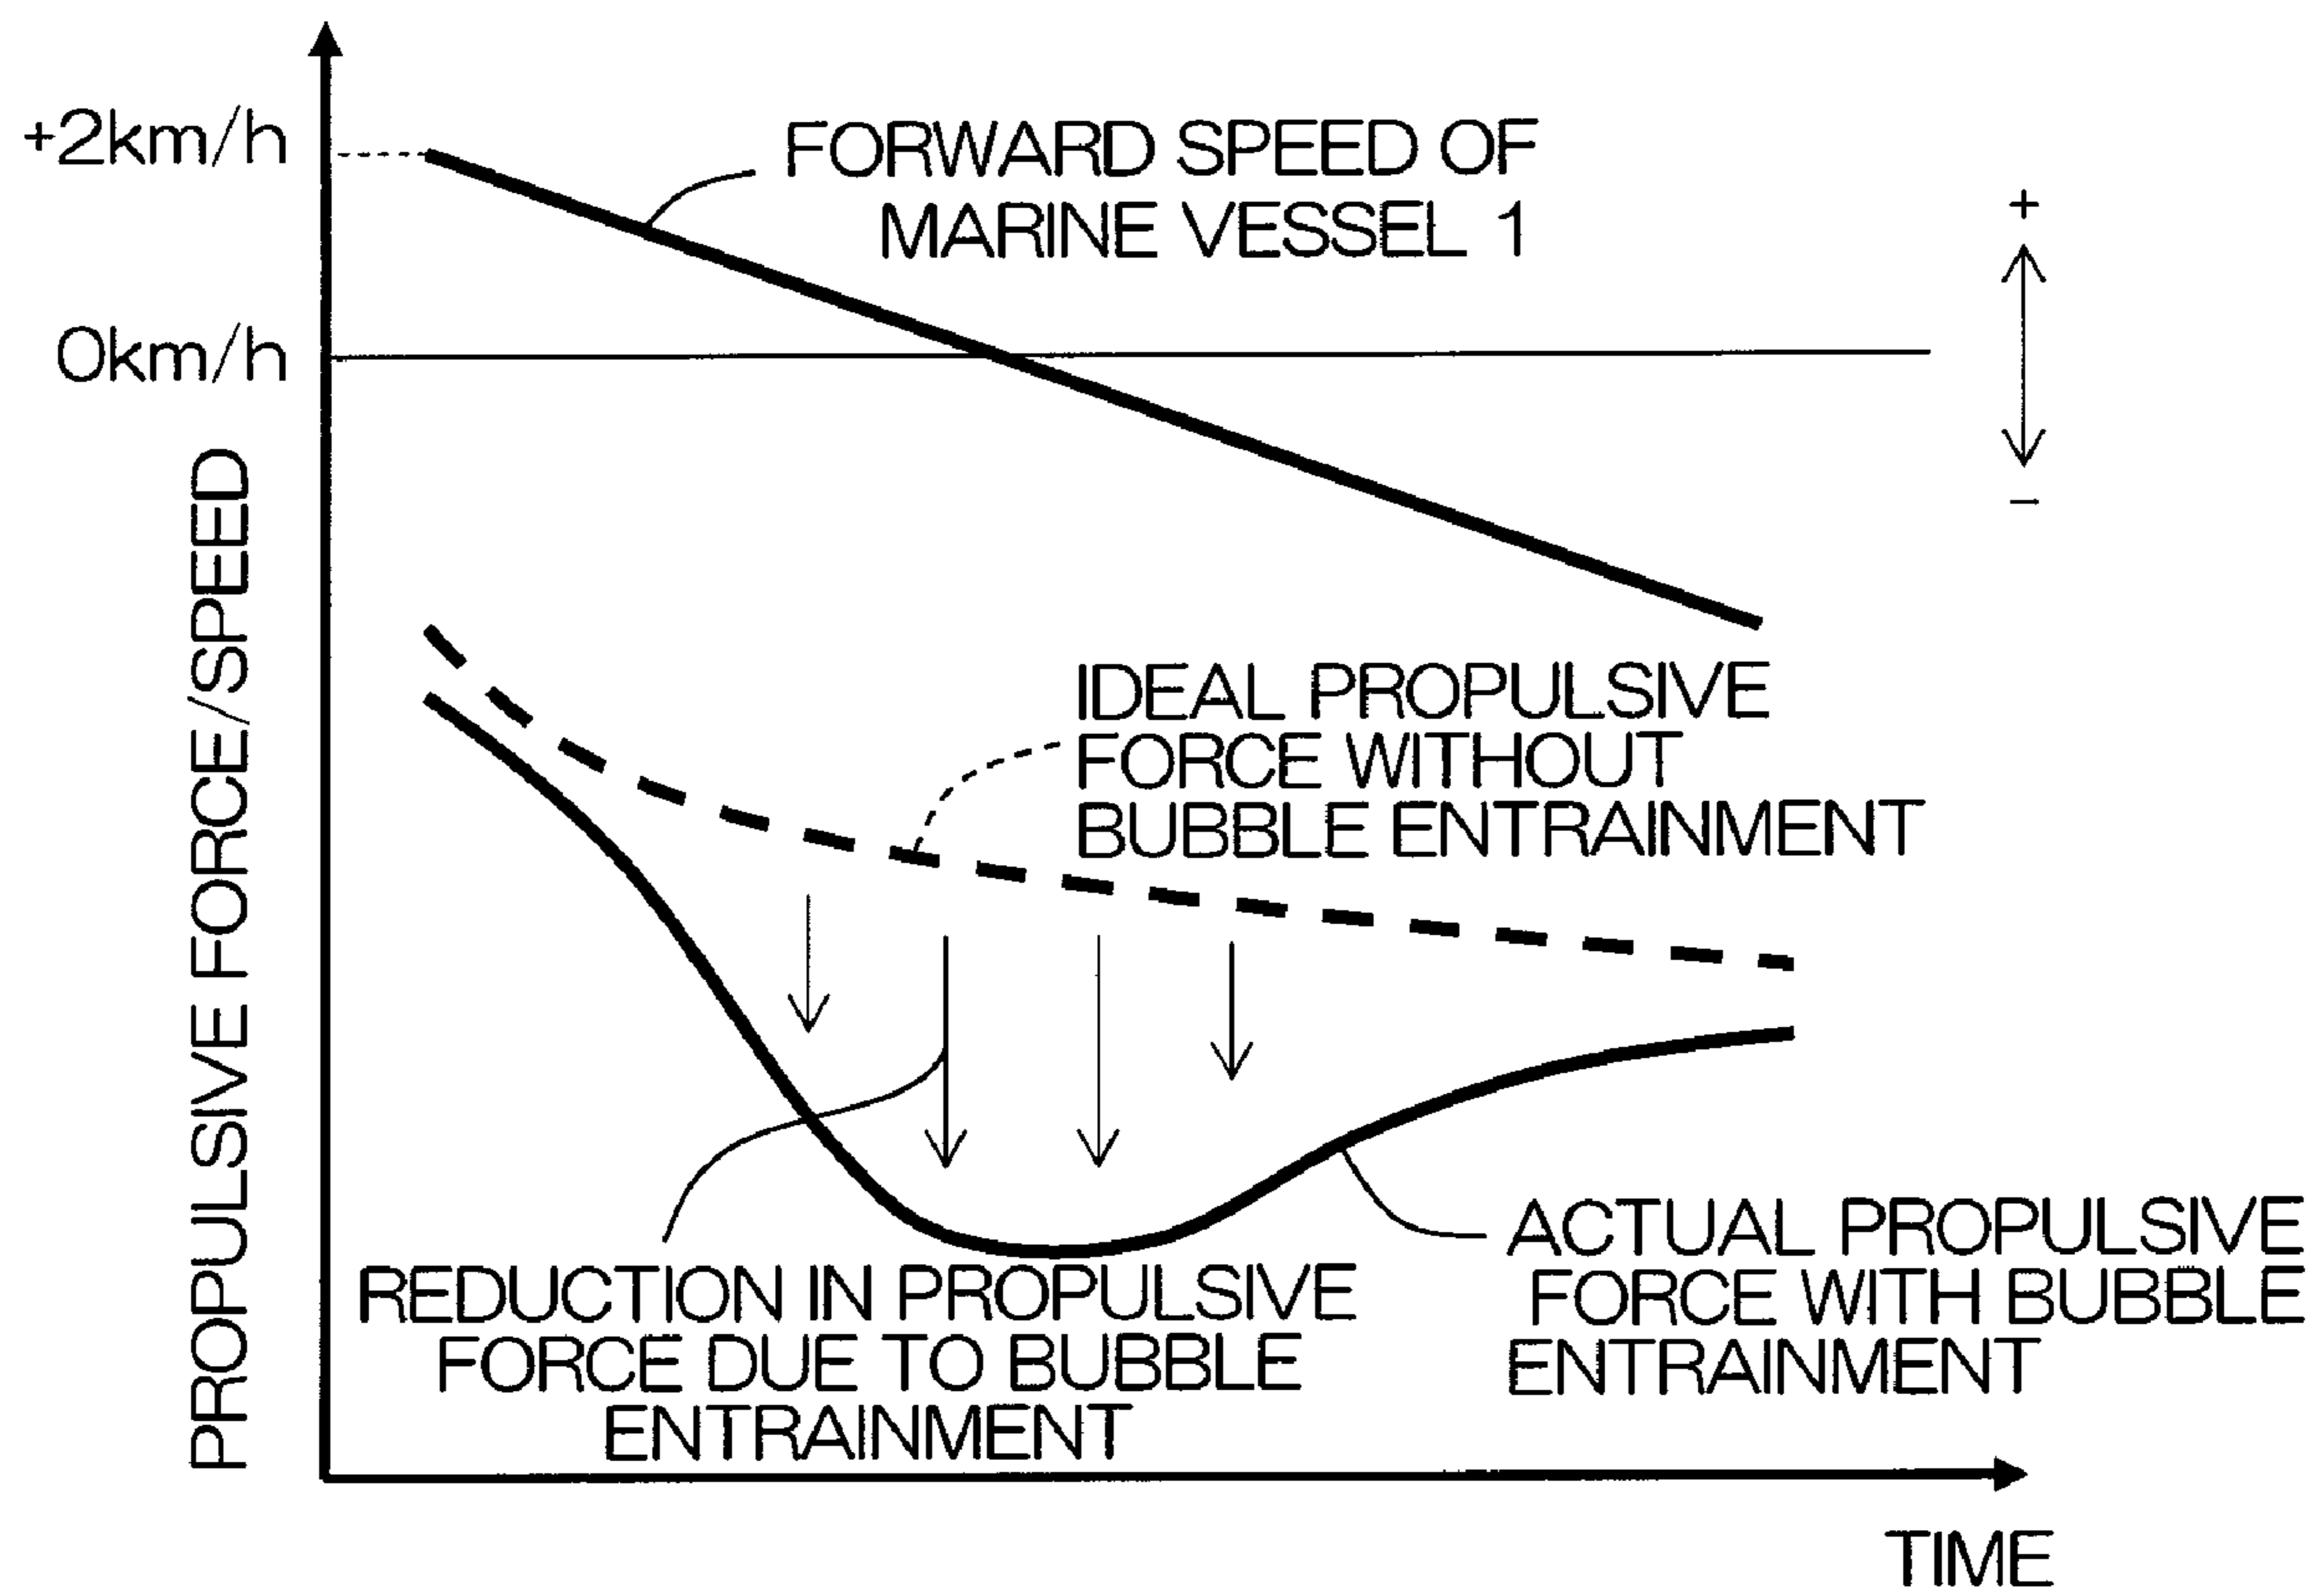 +2km/h
FORWARD SPEED OF
MARINE VESSEL 1
+
0km/h
−
PROPULSIVE FORCE/SPEED
IDEAL PROPULSIVE
FORCE WITHOUT
BUBBLE ENTRAINMENT
ACTUAL PROPULSIVE
FORCE WITH BUBBLE
ENTRAINMENT
REDUCTION IN PROPULSIVE
FORCE DUE TO BUBBLE
ENTRAINMENT
TIME